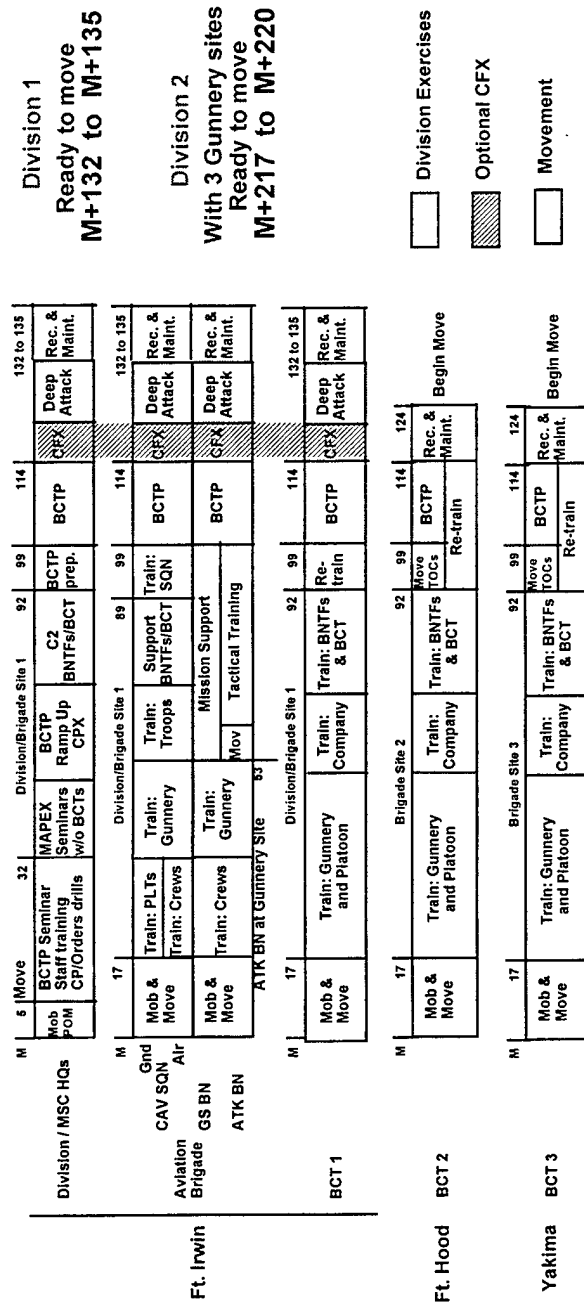 Division / MSC HQs
M
5
Move
32
Division/Brigade Site 1
92
99
114
132 to 135
Mob
POM
BCTP Seminar
Staff training
CP/Orders drills
MAPEX
Seminars
w/o BCTs
BCTP
Ramp Up
CPX
C2
BNTFs/BCT
BCTP
prep.
BCTP
CFX
Deep
Attack
Rec. &
Maint.
Ft. Irwin
Aviation
Brigade
Gnd
CAV SQN
Air
GS BN
ATK BN
M
17
Division/Brigade Site 1
89
99
114
132 to 135
Mob &
Move
Train: PLTs
Train: Crews
Train:
Gunnery
Train:
Troops
Support
BNTFs/BCT
Train:
SQN
BCTP
CFX
Deep
Attack
Rec. &
Maint.
Mob &
Move
Train: Crews
Train:
Gunnery
Mission Support
Mov
Tactical Training
BCTP
CFX
Deep
Attack
Rec. &
Maint.
ATK BN at Gunnery Site
53
BCT 1
M
17
Division/Brigade Site 1
92
99
114
132 to 135
Mob &
Move
Train: Gunnery
and Platoon
Train:
Company
Train: BNTFs
& BCT
Re-
train
BCTP
CFX
Deep
Attack
Rec. &
Maint.
Ft. Hood
BCT 2
M
17
Brigade Site 2
92
99
114
124
Mob &
Move
Train: Gunnery
and Platoon
Train:
Company
Train: BNTFs
& BCT
Move
TOCs
BCTP
Re-train
Rec. &
Maint.
Begin Move
Yakima
BCT 3
M
17
Brigade Site 3
92
99
114
124
Mob &
Move
Train: Gunnery
and Platoon
Train:
Company
Train: BNTFs
& BCT
Move
TOCs
BCTP
Re-train
Rec. &
Maint.
Begin Move
Division 1
Ready to move
M+132 to M+135
Division 2
With 3 Gunnery sites
Ready to move
M+217 to M+220
Division Exercises
Optional CFX
Movement